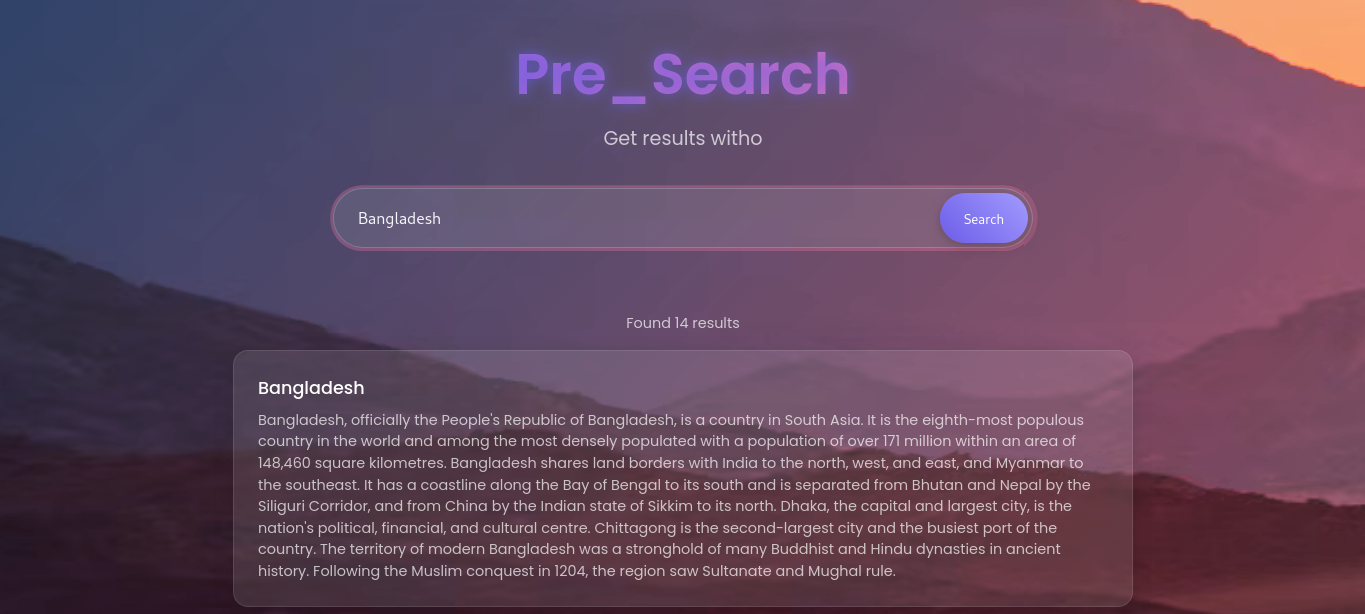 Pre_Search
Get results witho
Bangladesh
Search
Found 14 results
Bangladesh
Bangladesh, officially the People's Republic of Bangladesh, is a country in South Asia. It is the eighth-most populous
country in the world and among the most densely populated with a population of over 171 million within an area of
148,460 square kilometres. Bangladesh shares land borders with India to the north, west, and east, and Myanmar to
the southeast. It has a coastline along the Bay of Bengal to its south and is separated from Bhutan and Nepal by the
Siliguri Corridor, and from China by the Indian state of Sikkim to its north. Dhaka, the capital and largest city, is the
nation's political, financial, and cultural centre. Chittagong is the second-largest city and the busiest port of the
country. The territory of modern Bangladesh was a stronghold of many Buddhist and Hindu dynasties in ancient
history. Following the Muslim conquest in 1204, the region saw Sultanate and Mughal rule.